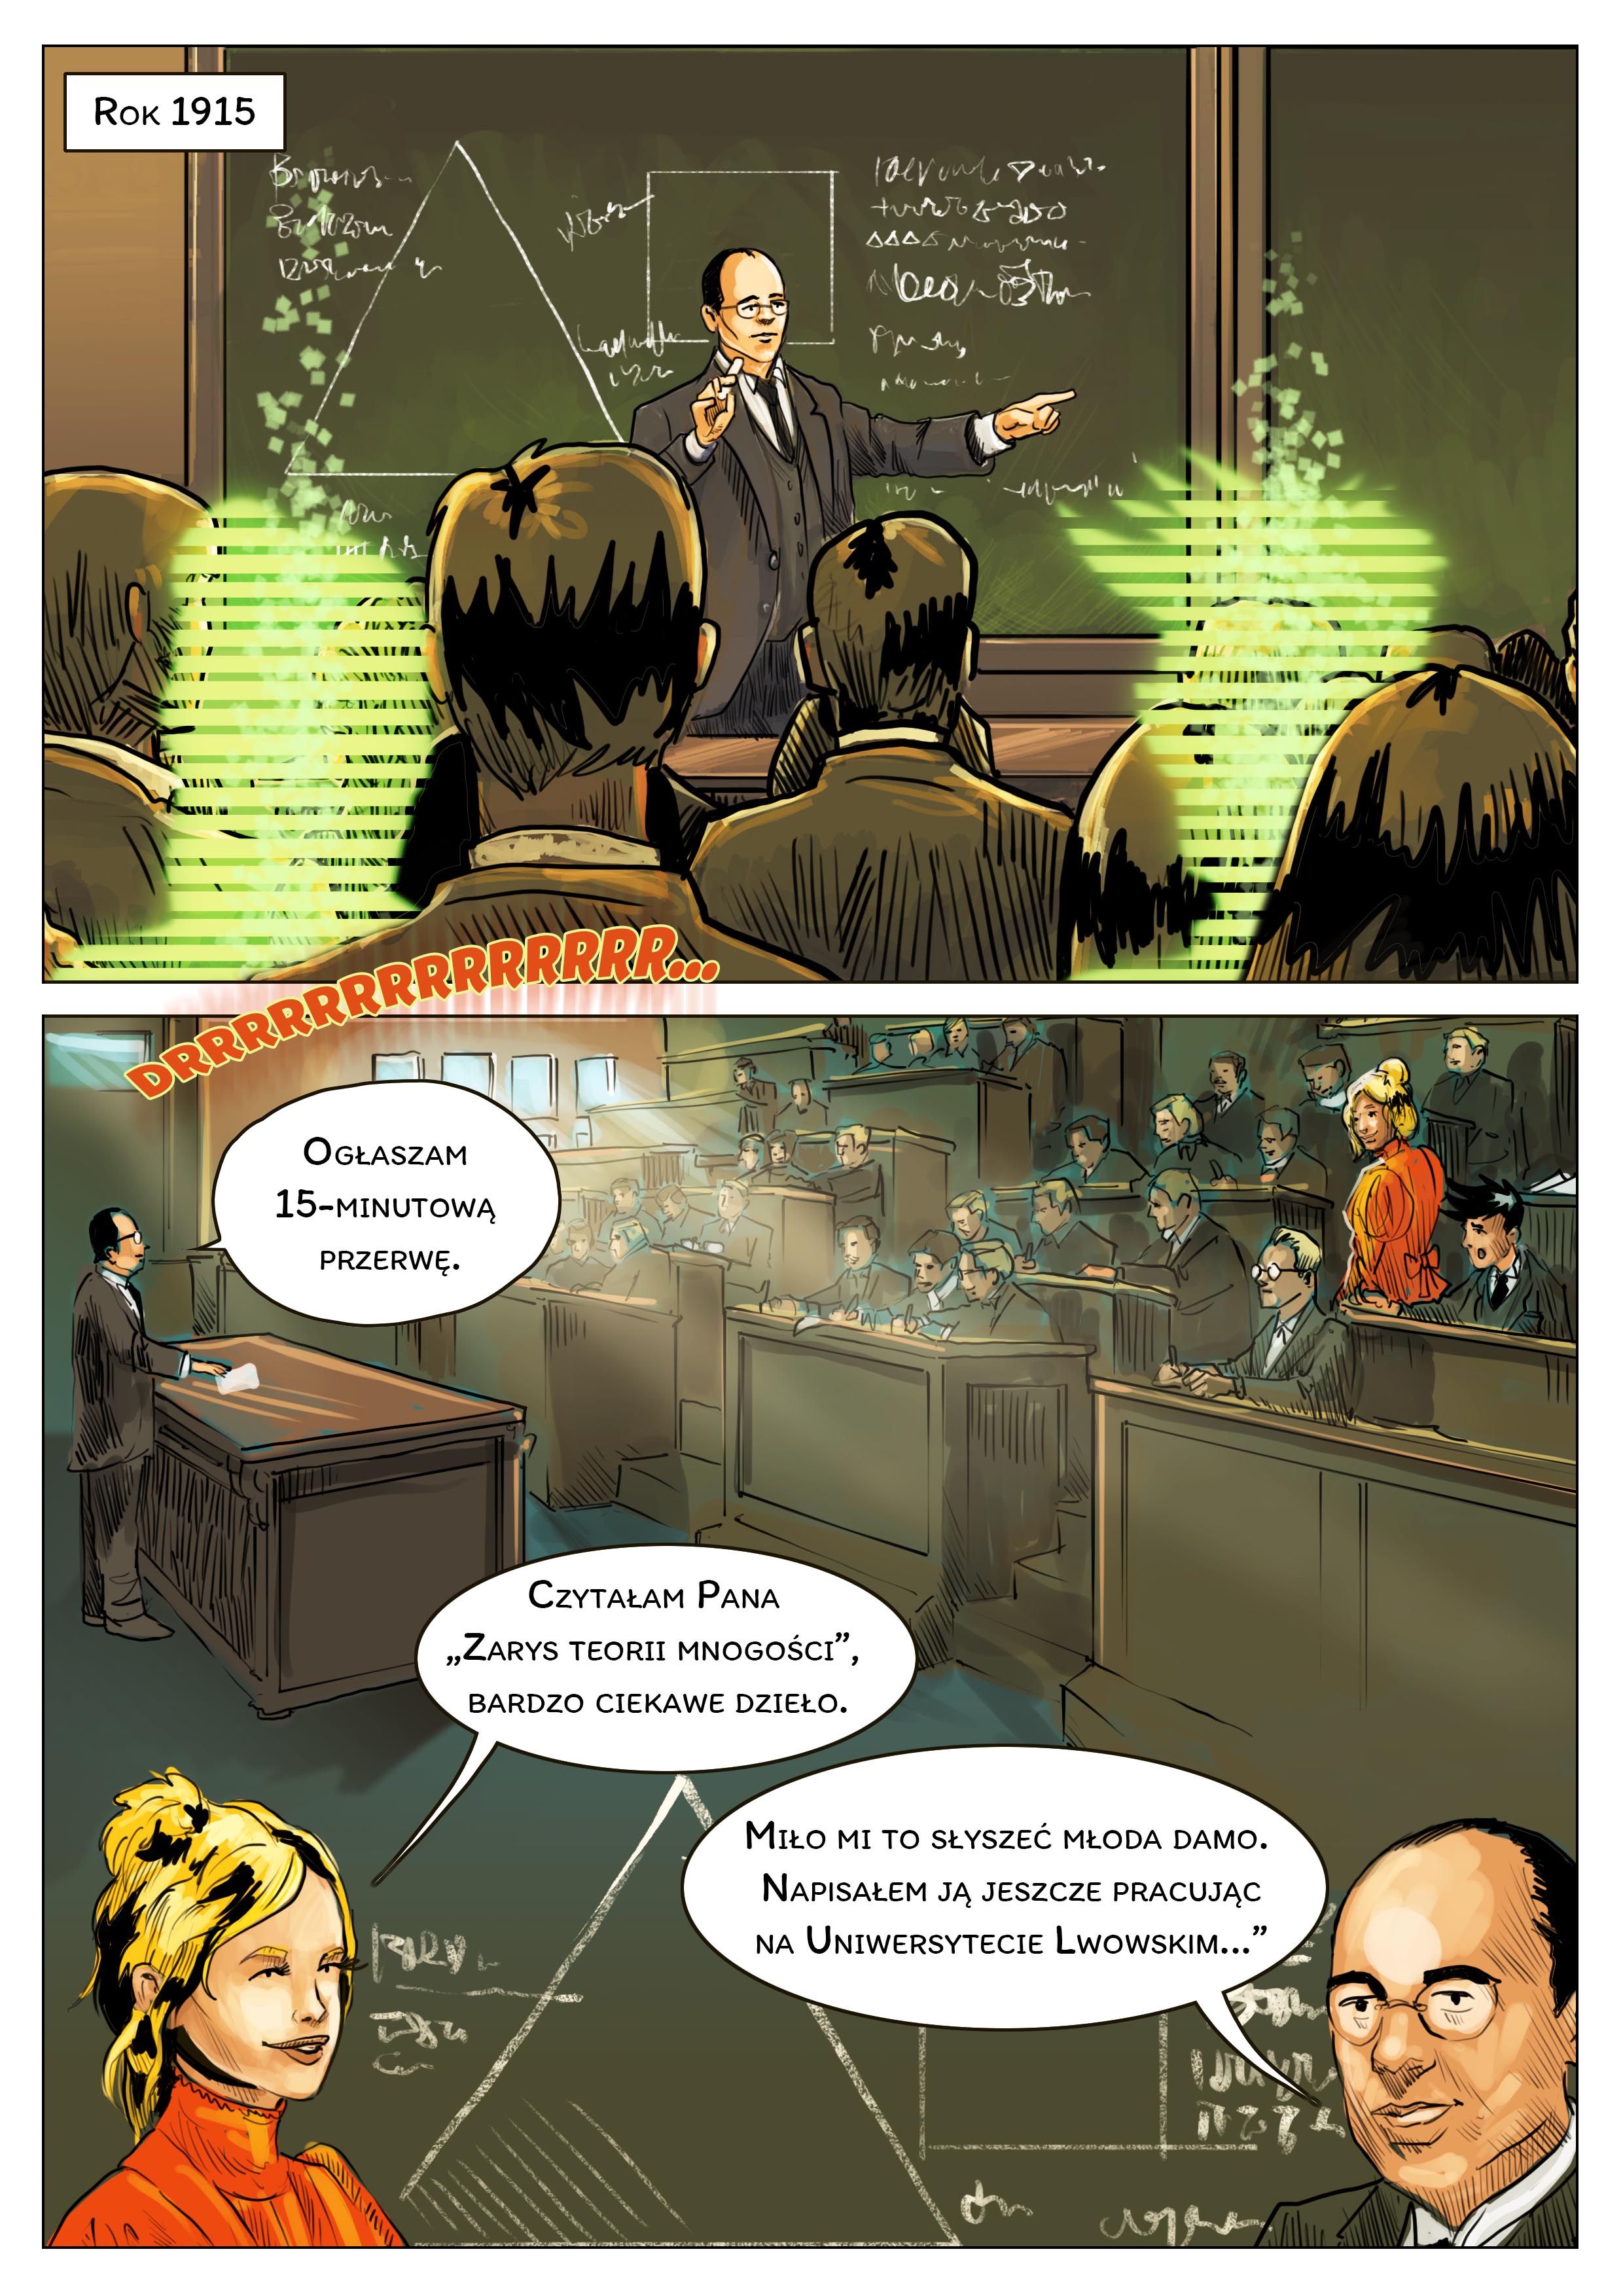 Rok 1915
DRRRRRRRRRRRRRR...
Ogłaszam
15-minutową
przerwę.
Czytałam Pana
„Zarys teorii mnogości”,
bardzo ciekawe dzieło.
Miło mi to słyszeć młoda damo.
Napisałem ją jeszcze pracując
na Uniwersytecie Lwowskim...”